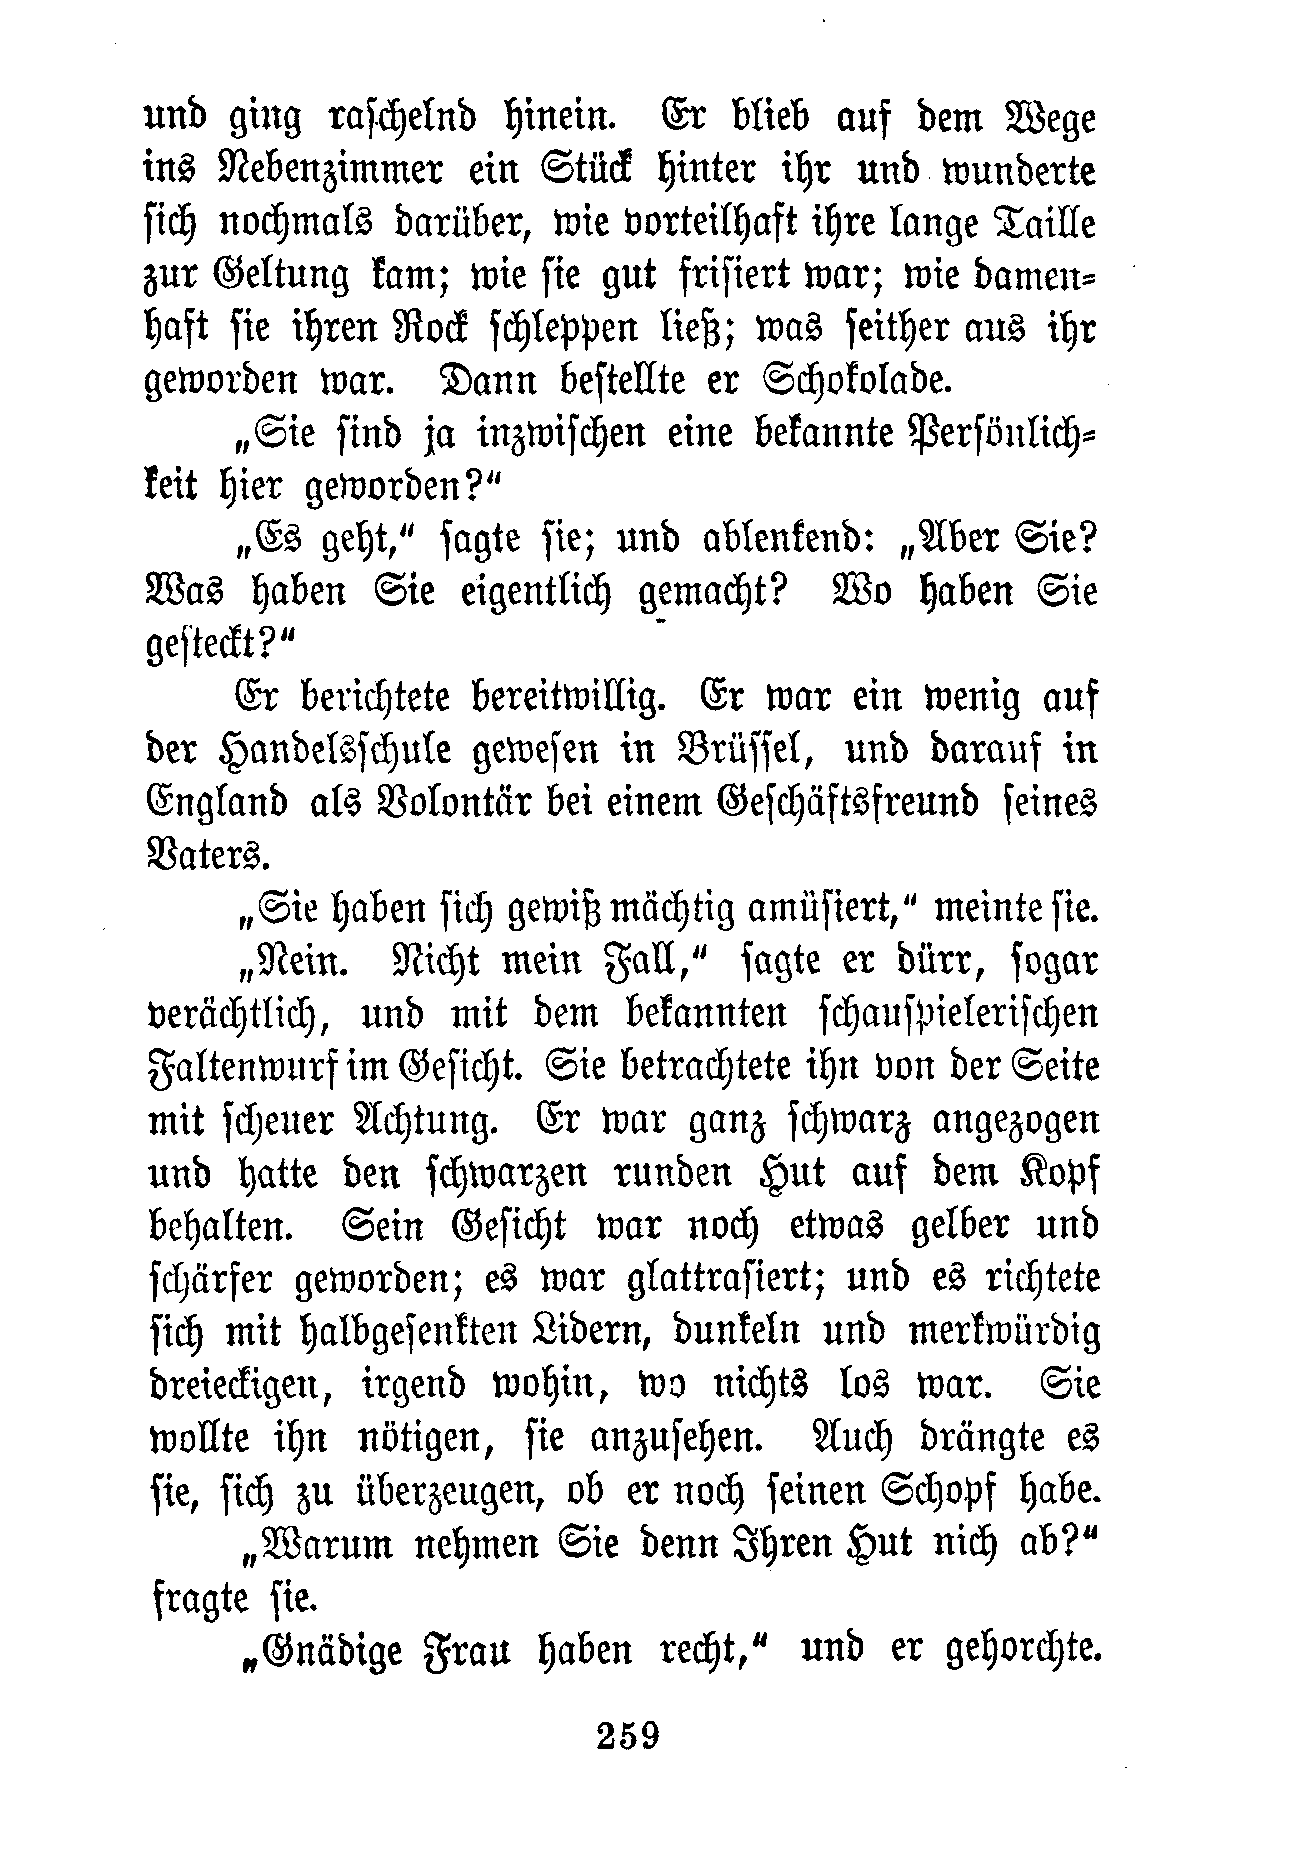 und ging raschelnd hinein. Er blieb auf dem Wege
ins Nebenzimmer ein Stück hinter ihr und wunderte
sich nochmals darüber, wie vorteilhaft ihre lange Taille
zur Geltung kam; wie sie gut frisiert war; wie damen-
haft sie ihren Rock schleppen ließ; was seither aus ihr
geworden war. Dann bestellte er Schokolade.
„Sie sind ja inzwischen eine bekannte Persönlich-
keit hier geworden?“
„Es geht,“ sagte sie; und ablenkend: „Aber Sie?
Was haben Sie eigentlich gemacht? Wo haben Sie
gesteckt?“
Er berichtete bereitwillig. Er war ein wenig auf
der Handelsschule gewesen in Brüssel, und darauf in
England als Volontär bei einem Geschäftsfreund seines
Vaters.
„Sie haben sich gewiß mächtig amüsiert,“ meinte sie.
„Nein. Nicht mein Fall,“ sagte er dürr, sogar
verächtlich, und mit dem bekannten schauspielerischen
Faltenwurf im Gesicht. Sie betrachtete ihn von der Seite
mit scheuer Achtung. Er war ganz schwarz angezogen
und hatte den schwarzen runden Hut auf dem Kopf
behalten. Sein Gesicht war noch etwas gelber und
schärfer geworden; es war glattrasiert; und es richtete
sich mit halbgesenkten Lidern, dunkeln und merkwürdig
dreieckigen, irgend wohin, wo nichts los war. Sie
wollte ihn nötigen, sie anzusehen. Auch drängte es
sie, sich zu überzeugen, ob er noch seinen Schopf habe.
„Warum nehmen Sie denn Ihren Hut nich ab?“
fragte sie.
„Gnädige Frau haben recht,“ und er gehorchte.
259